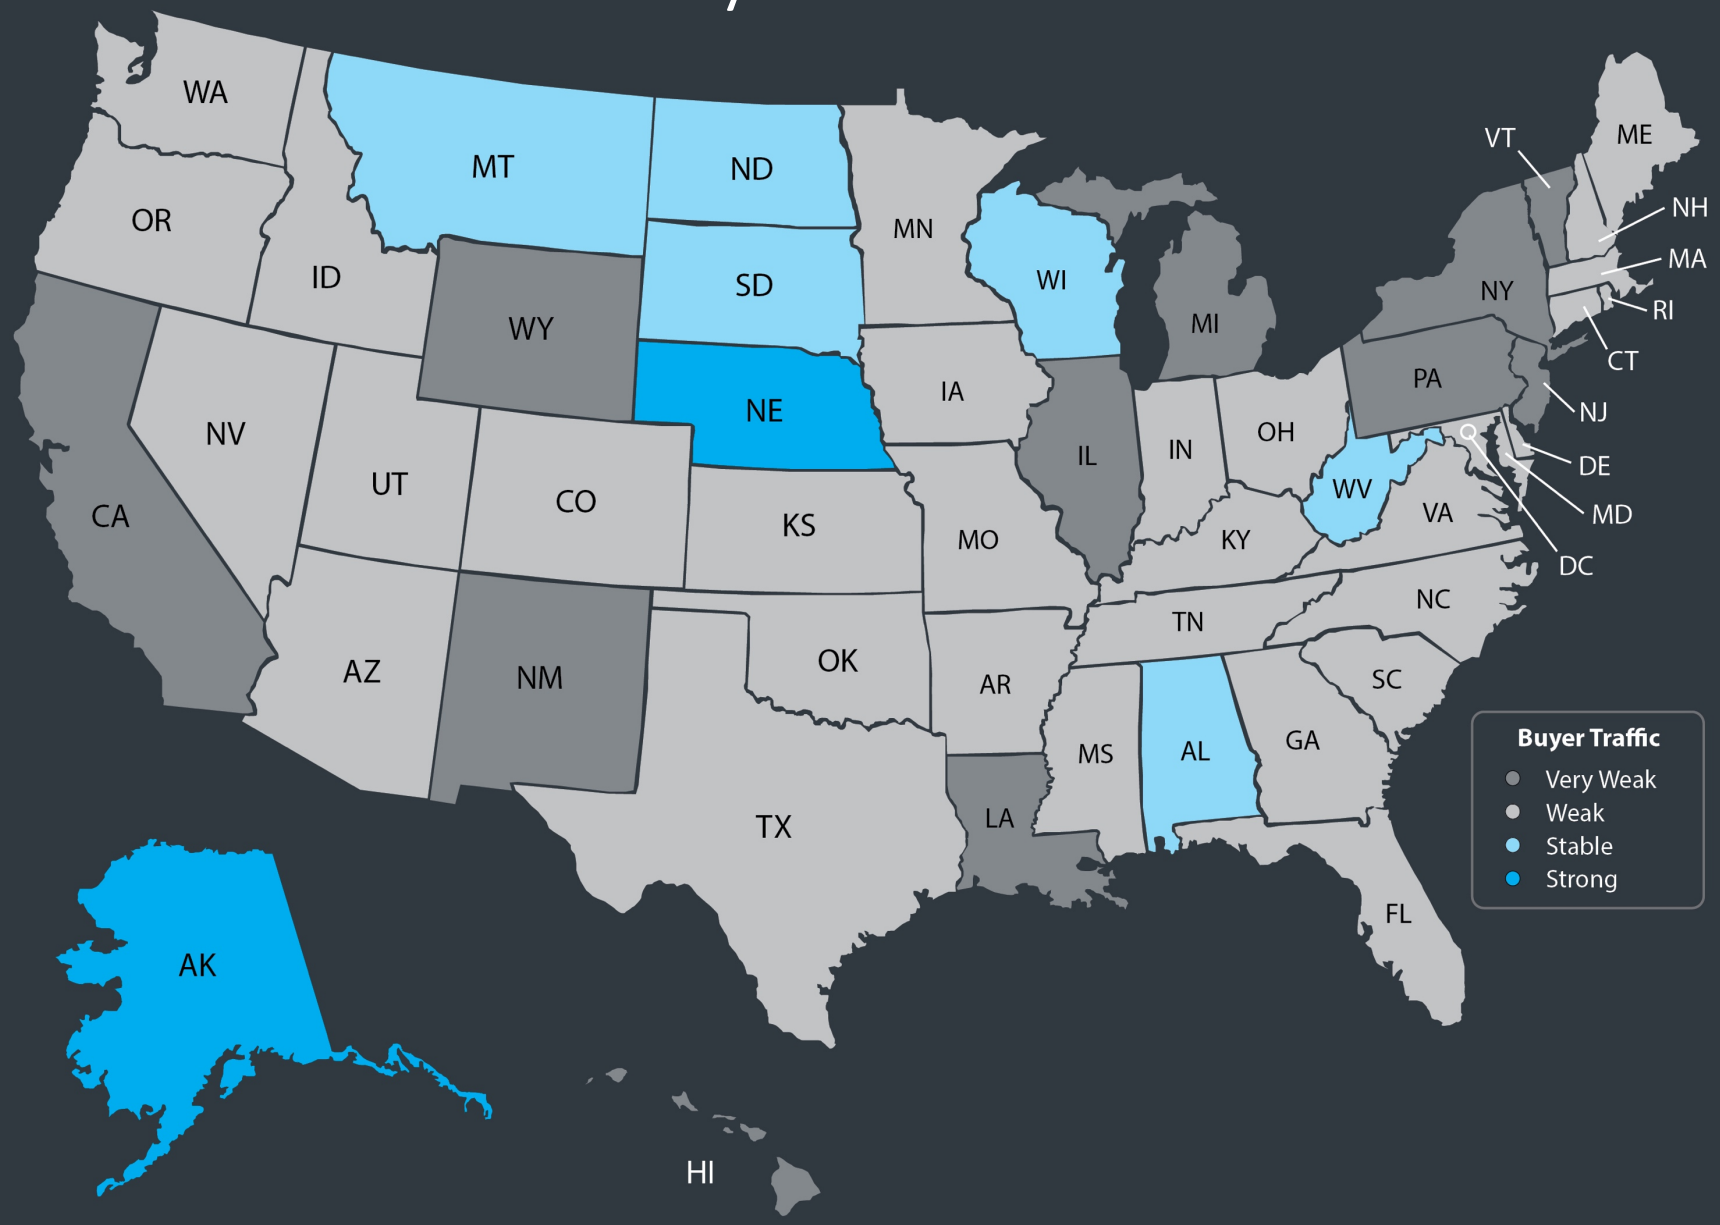 WA
MT
ND
MN
VT
ME
OR
ID
SD
WI
NH
MA
WY
MI
NY
RI
CT
NV
NE
IA
PA
NJ
UT
CO
IL
IN
OH
DE
CA
KS
MO
KY
WV
VA
MD
DC
AZ
NM
OK
AR
TN
NC
SC
TX
LA
MS
AL
GA
FL
Buyer Traffic
Very Weak
Weak
Stable
Strong
AK
HI